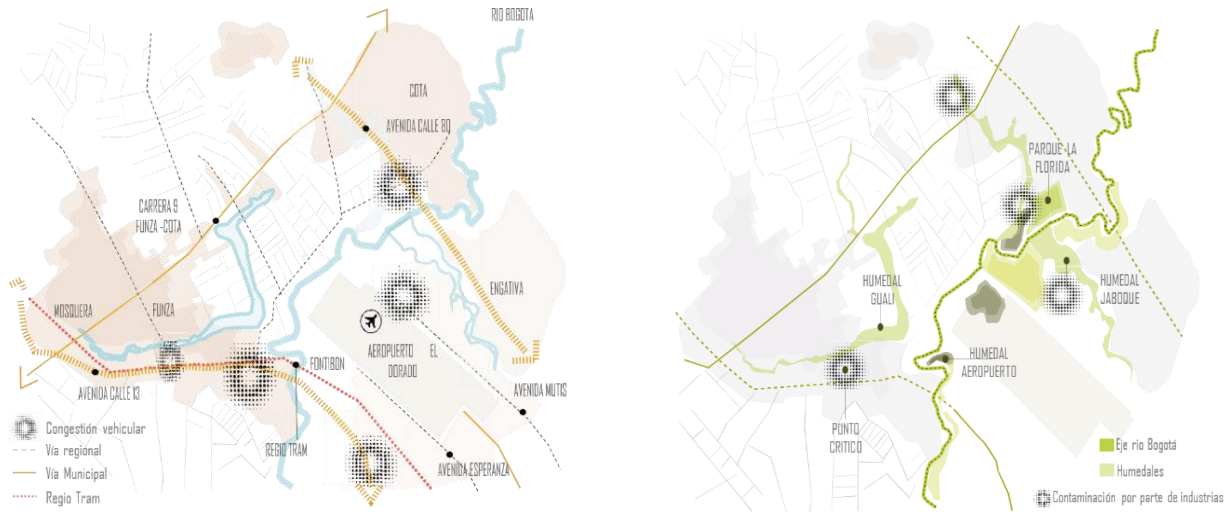 RIO BOGOTA
COTA
AVENIDA CALLE 80
CARRERA 9
FUNZA -COTA
ENGATIVA
MOSQUERA
FUNZA
AEROPUERTO EL
DORADO
FONTIBON
AVENIDA CALLE 13
AVENIDA MUTIS
REGIO TRAM
AVENIDA ESPERANZA
Congestión vehicular
Vía regional
Vía Municipal
Regio Tram
PARQUE LA
FLORIDA
HUMEDAL
GUALI
HUMEDAL
JABOQUE
HUMEDAL
AEROPUERTO
PUNTO
CRITICO
Eje rio Bogotá
Humedales
Contaminación por parte de industrias